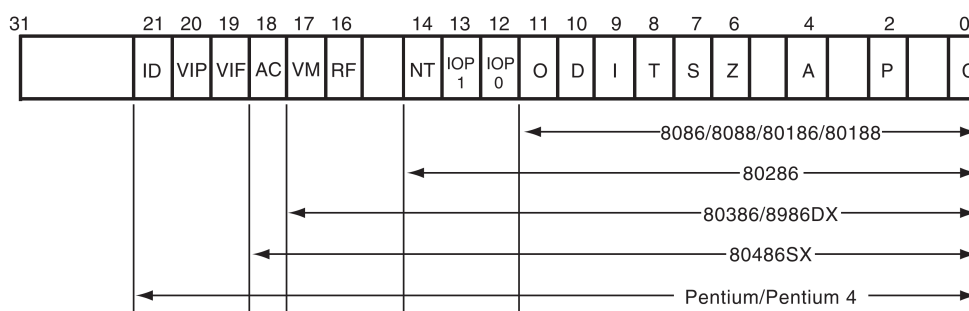 31 21 20 19 18 17 16 14 13 12 11 10 9 8 7 6 4 2 0
ID VIP VIF AC VM RF NT IOP 1 IOP 0 O D I T S Z A P C
8086/8088/80186/80188
80286
80386/8986DX
80486SX
Pentium/Pentium 4